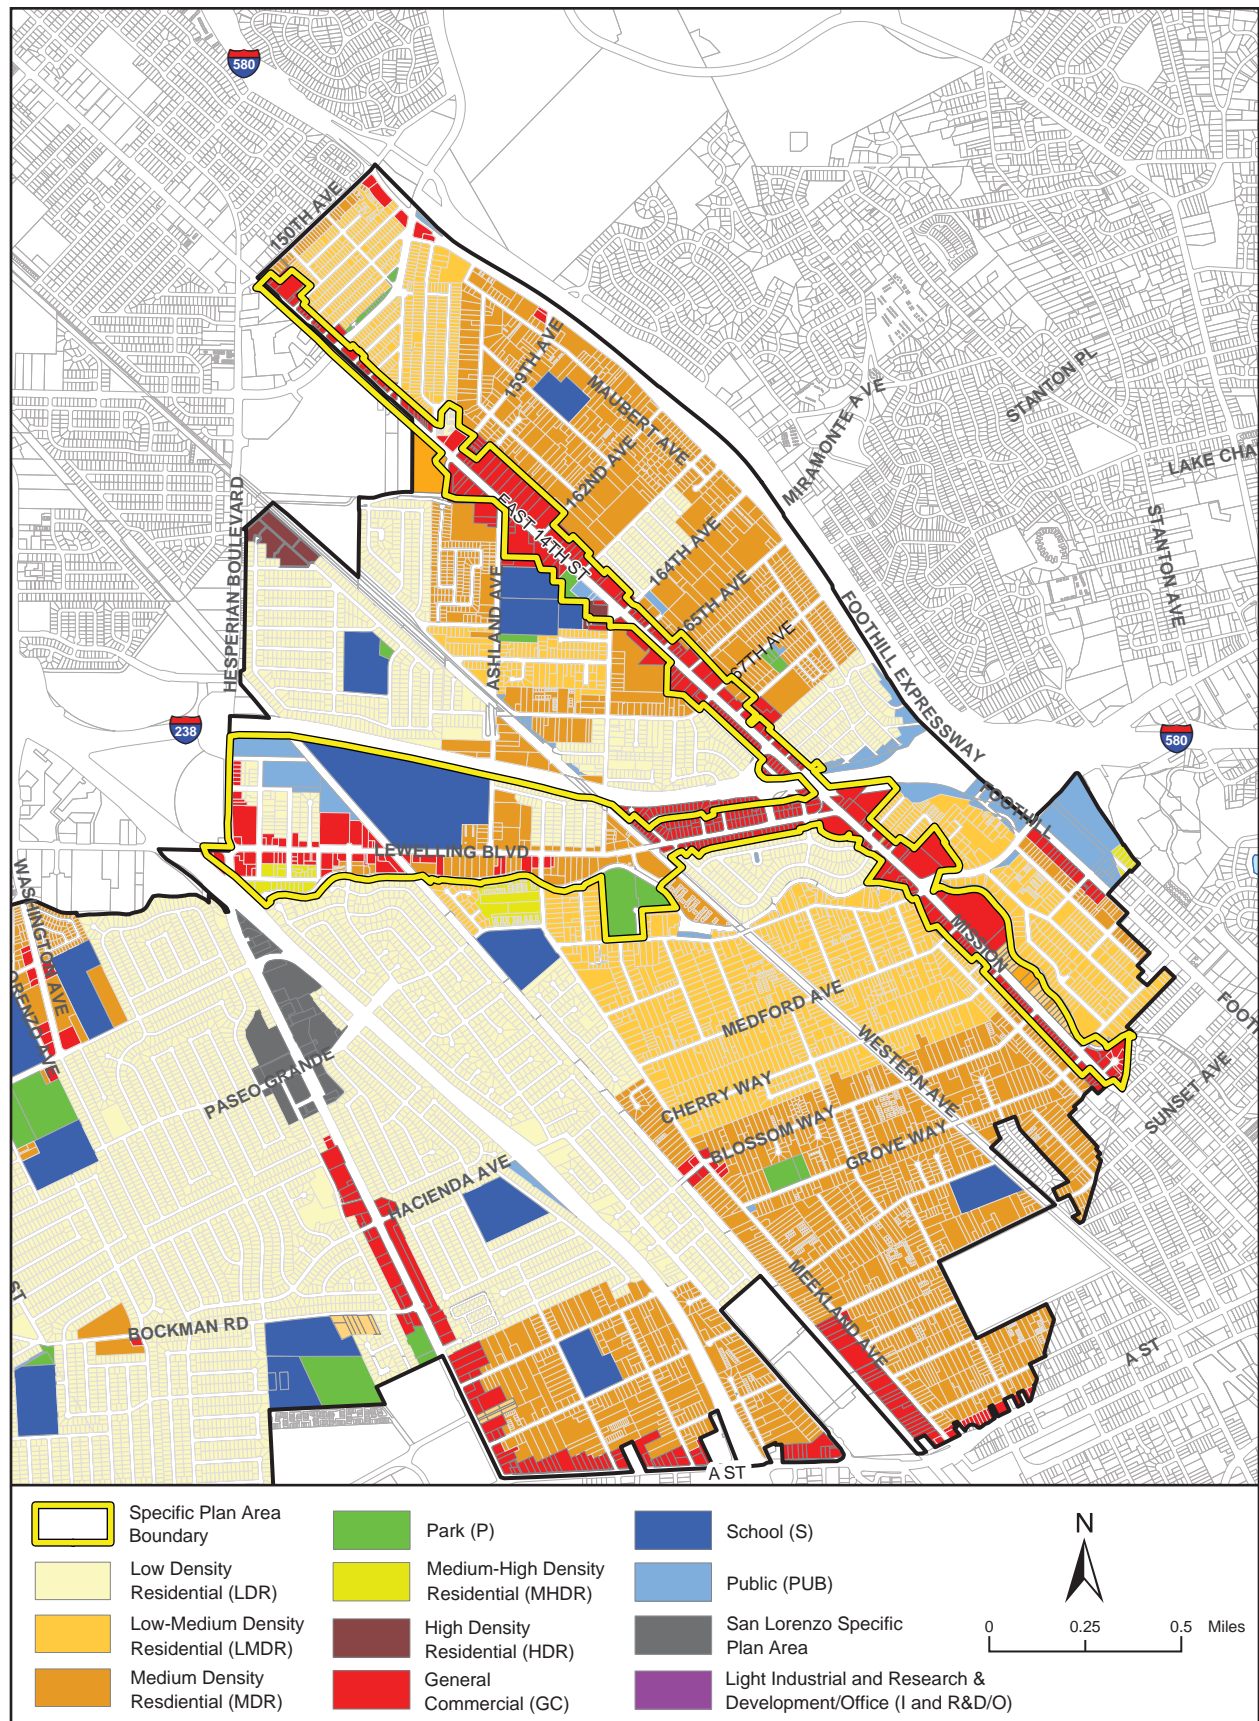 580
150TH AVE
159TH AVE
MAUBERT AVE
162ND AVE
EAST 14TH ST
164TH AVE
165TH AVE
67TH AVE
MIRAMONTE AVE
STANTON PL
LAKE CHA
STANTON AVE
HESPERIAN BOULEVARD
ASHLAND AVE
FOOTHILL EXPRESSWAY
238
580
FOOTHILL
LEWELLING BLVD
WASHINGTON AVE
ORENZO AVE
MISSION
MEDFORD AVE
WESTERN AVE
FOOT
PASEO GRANDE
CHERRY WAY
BLOSSOM WAY
GROVE WAY
SUNSET AVE
HACIENDA AVE
ST
BOCKMAN RD
MEEKLAND AVE
A ST
A ST
Specific Plan Area
Boundary
Low Density
Residential (LDR)
Low-Medium Density
Residential (LMDR)
Medium Density
Resdiential (MDR)
Park (P)
Medium-High Density
Residential (MHDR)
High Density
Residential (HDR)
General
Commercial (GC)
School (S)
Public (PUB)
San Lorenzo Specific
Plan Area
Light Industrial and Research &
Development/Office (I and R&D/O)
N
0 0.25 0.5 Miles